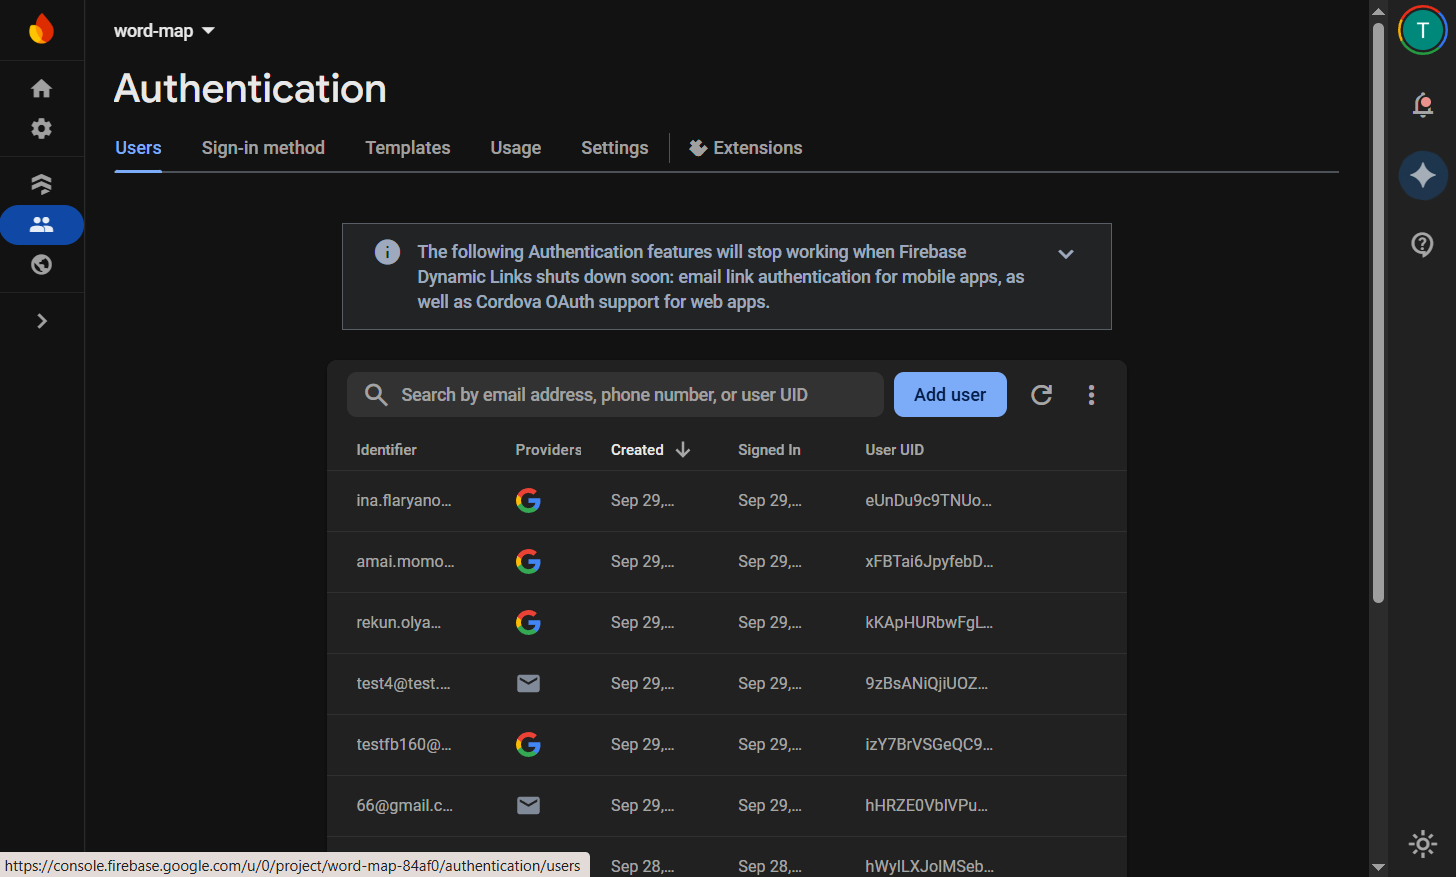 word-map
T
Authentication
Users Sign-in method Templates Usage Settings Extensions
The following Authentication features will stop working when Firebase
Dynamic Links shuts down soon: email link authentication for mobile apps, as
well as Cordova OAuth support for web apps.
Search by email address, phone number, or user UID Add user
Identifier Providers Created Signed In User UID
ina.flaryano... Sep 29,... Sep 29,... eUnDu9c9TNUo...
amai.momo... Sep 29,... Sep 29,... xFBTai6JpyfebD...
rekun.olya... Sep 29,... Sep 29,... kKApHURbwFgL...
test4@test.... Sep 29,... Sep 29,... 9zBsANiQjiUOZ...
testfb160@... Sep 29,... Sep 29,... izY7BrVSGeQC9...
66@gmail.c... Sep 29,... Sep 29,... hHRZE0VblVPu...
Sep 28,... Sep 28,... hWyILXJolMSeb...
https://console.firebase.google.com/u/0/project/word-map-84af0/authentication/users